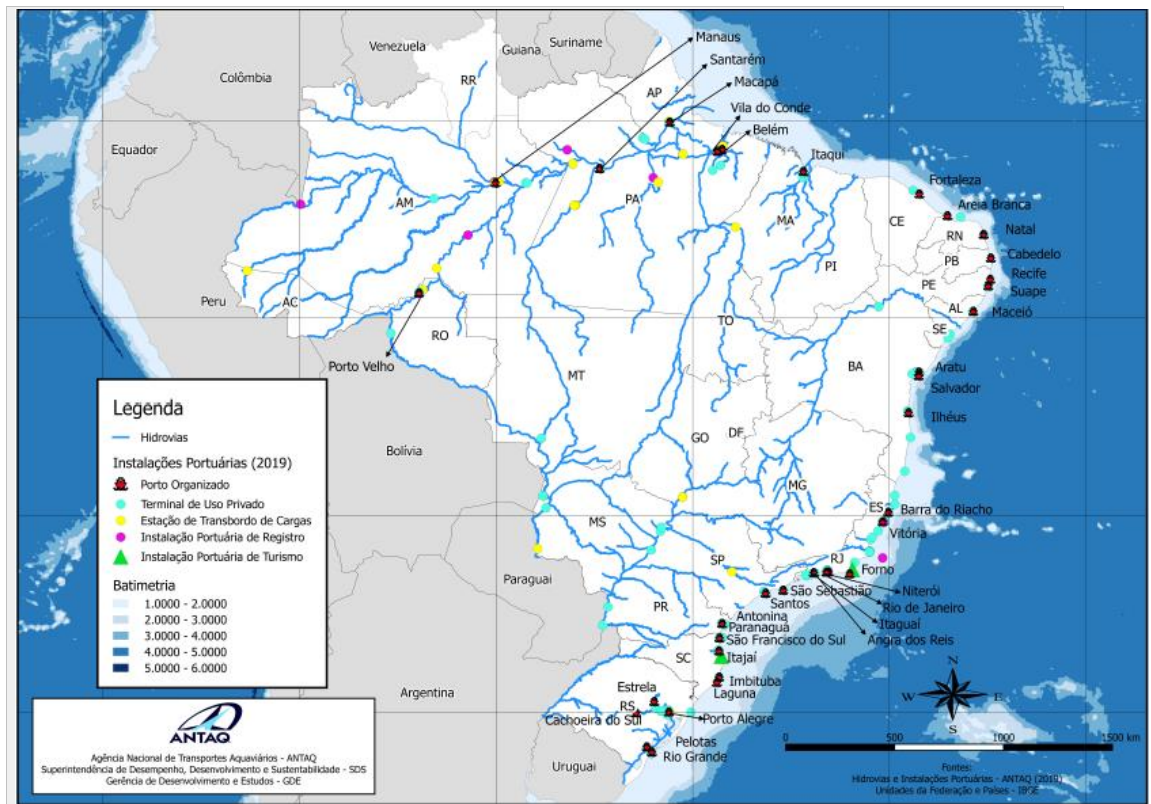 Manaus
Santarém
Suriname
Guiana
Venezuela
Macapá
Colômbia
RR
AP
Vila do Conde
Belém
Equador
Itaqui
Fortaleza
AM
PA
MA
CE
Areia Branca
RN
Natal
PB
Cabedelo
PI
Recife
PE
Suape
Peru
AC
AL
Maceió
TO
SE
RO
Porto Velho
BA
Aratu
MT
Salvador
Ilhéus
Legenda
Hidrovias
Instalações Portuárias (2019)
Porto Organizado
Terminal de Uso Privado
Estação de Transbordo de Cargas
Instalação Portuária de Registro
Instalação Portuária de Turismo
Batimetria
1.0000 - 2.0000
2.0000 - 3.0000
3.0000 - 4.0000
4.0000 - 5.0000
5.0000 - 6.0000
Bolívia
GO
DF
MG
ES
Barra do Riacho
MS
Vitória
SP
RJ
Forno
Paraguai
São Sebastião
Niterói
Santos
Rio de Janeiro
PR
Antonina
Itaguaí
Paranaguá
Angra dos Reis
São Francisco do Sul
SC
Itajaí
Imbituba
Argentina
Estrela
Laguna
RS
Cachoeira do Sul
Porto Alegre
Pelotas
Rio Grande
Uruguai
N
W
E
S
0
500
1000
1500 km
ANTAQ
Agência Nacional de Transportes Aquaviários - ANTAQ
Superintendência de Desempenho, Desenvolvimento e Sustentabilidade - SDS
Gerência de Desenvolvimento e Estudos - GDE
Fontes:
Hidrovias e Instalações Portuárias - ANTAQ (2019)
Unidades da Federação e Países - IBGE